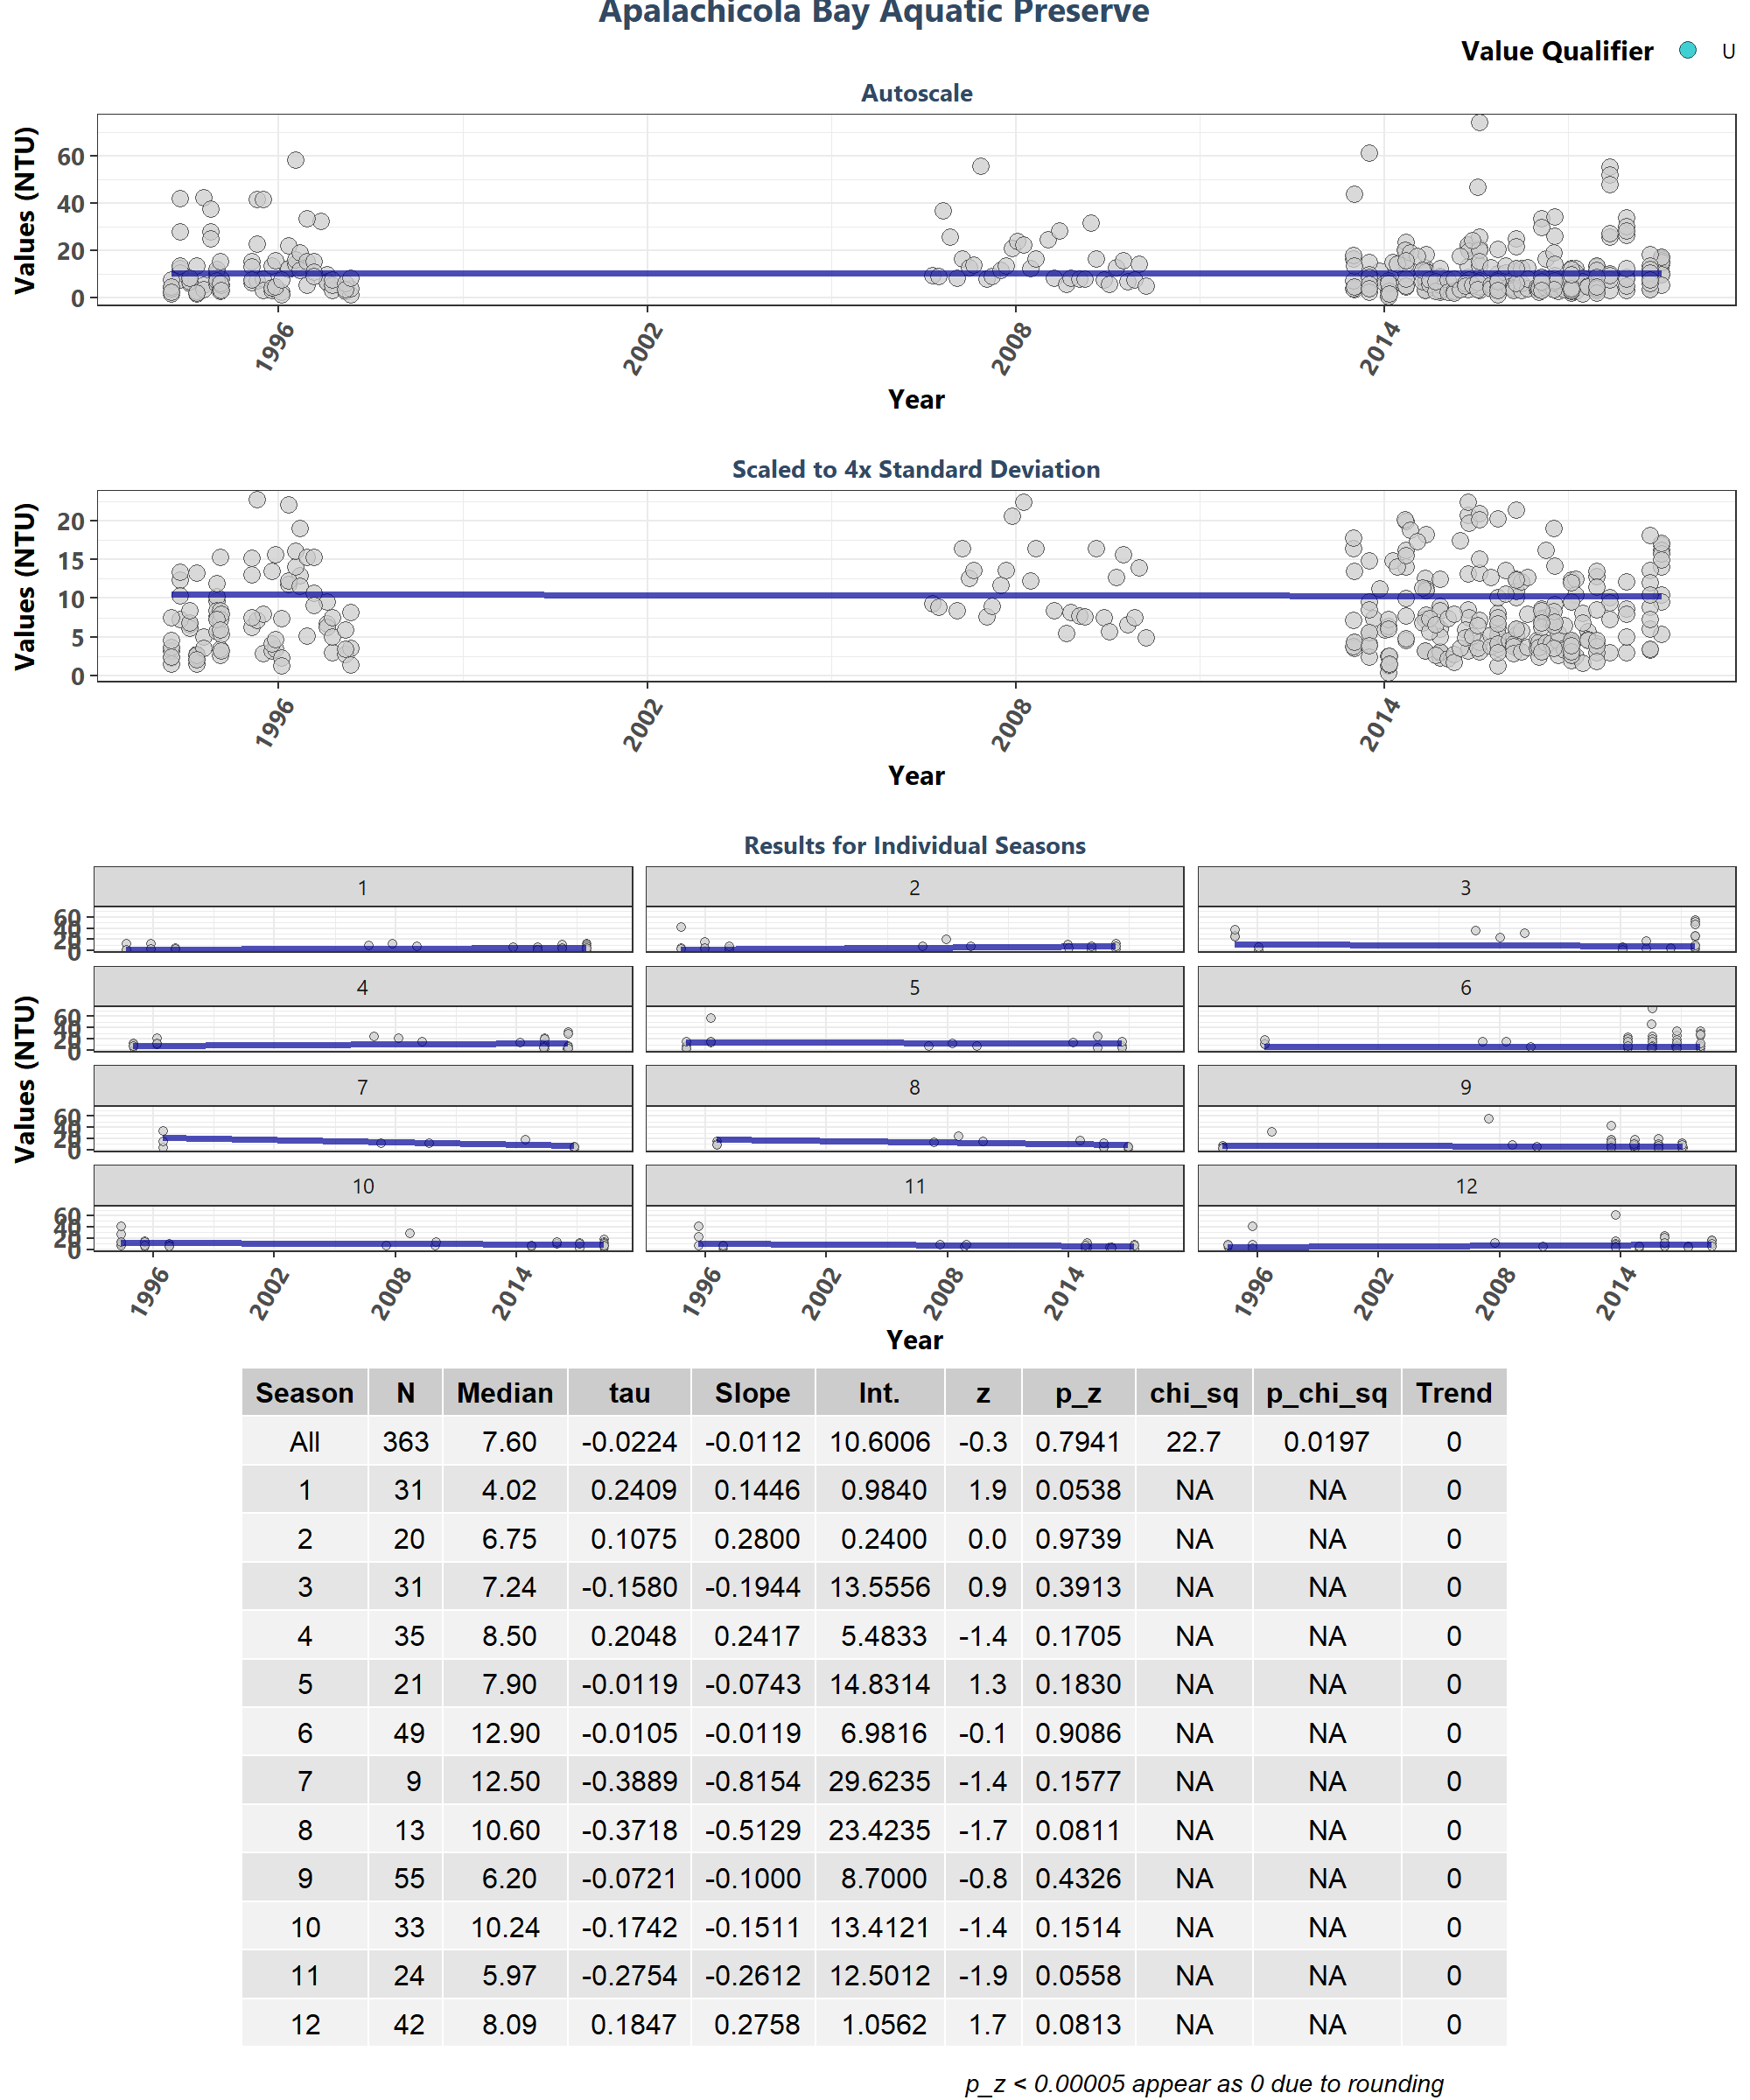 Apalachicola Bay Aquatic Preserve
Value Qualifier U
Autoscale
Values (NTU)
60
40
20
0
1996 2002 2008 2014
Year
Scaled to 4x Standard Deviation
Values (NTU)
20
15
10
5
0
1996 2002 2008 2014
Year
Results for Individual Seasons
Values (NTU)
1 2 3
60
40
20
0
4 5 6
60
40
20
0
7 8 9
60
40
20
0
10 11 12
60
40
20
0
1996 2002 2008 2014 1996 2002 2008 2014 1996 2002 2008 2014
Year
Season N Median tau Slope Int. z p_z chi_sq p_chi_sq Trend
All 363 7.60 -0.0224 -0.0112 10.6006 -0.3 0.7941 22.7 0.0197 0
1 31 4.02 0.2409 0.1446 0.9840 1.9 0.0538 NA NA 0
2 20 6.75 0.1075 0.2800 0.2400 0.0 0.9739 NA NA 0
3 31 7.24 -0.1580 -0.1944 13.5556 0.9 0.3913 NA NA 0
4 35 8.50 0.2048 0.2417 5.4833 -1.4 0.1705 NA NA 0
5 21 7.90 -0.0119 -0.0743 14.8314 1.3 0.1830 NA NA 0
6 49 12.90 -0.0105 -0.0119 6.9816 -0.1 0.9086 NA NA 0
7 9 12.50 -0.3889 -0.8154 29.6235 -1.4 0.1577 NA NA 0
8 13 10.60 -0.3718 -0.5129 23.4235 -1.7 0.0811 NA NA 0
9 55 6.20 -0.0721 -0.1000 8.7000 -0.8 0.4326 NA NA 0
10 33 10.24 -0.1742 -0.1511 13.4121 -1.4 0.1514 NA NA 0
11 24 5.97 -0.2754 -0.2612 12.5012 -1.9 0.0558 NA NA 0
12 42 8.09 0.1847 0.2758 1.0562 1.7 0.0813 NA NA 0
p_z < 0.00005 appear as 0 due to rounding